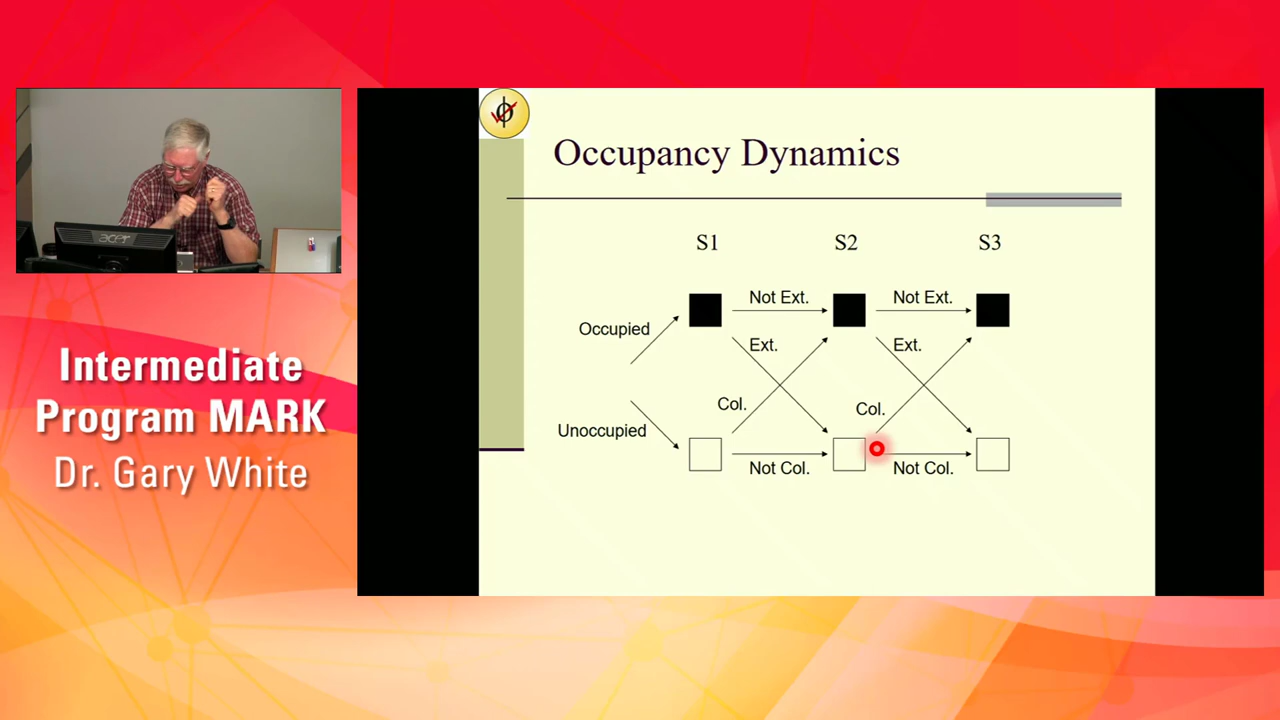 acer
Intermediate
Program MARK
Dr. Gary White
Occupancy Dynamics
S1 S2 S3
Not Ext. Not Ext.
Occupied
Ext. Ext.
Col. Col.
Unoccupied
Not Col. Not Col.